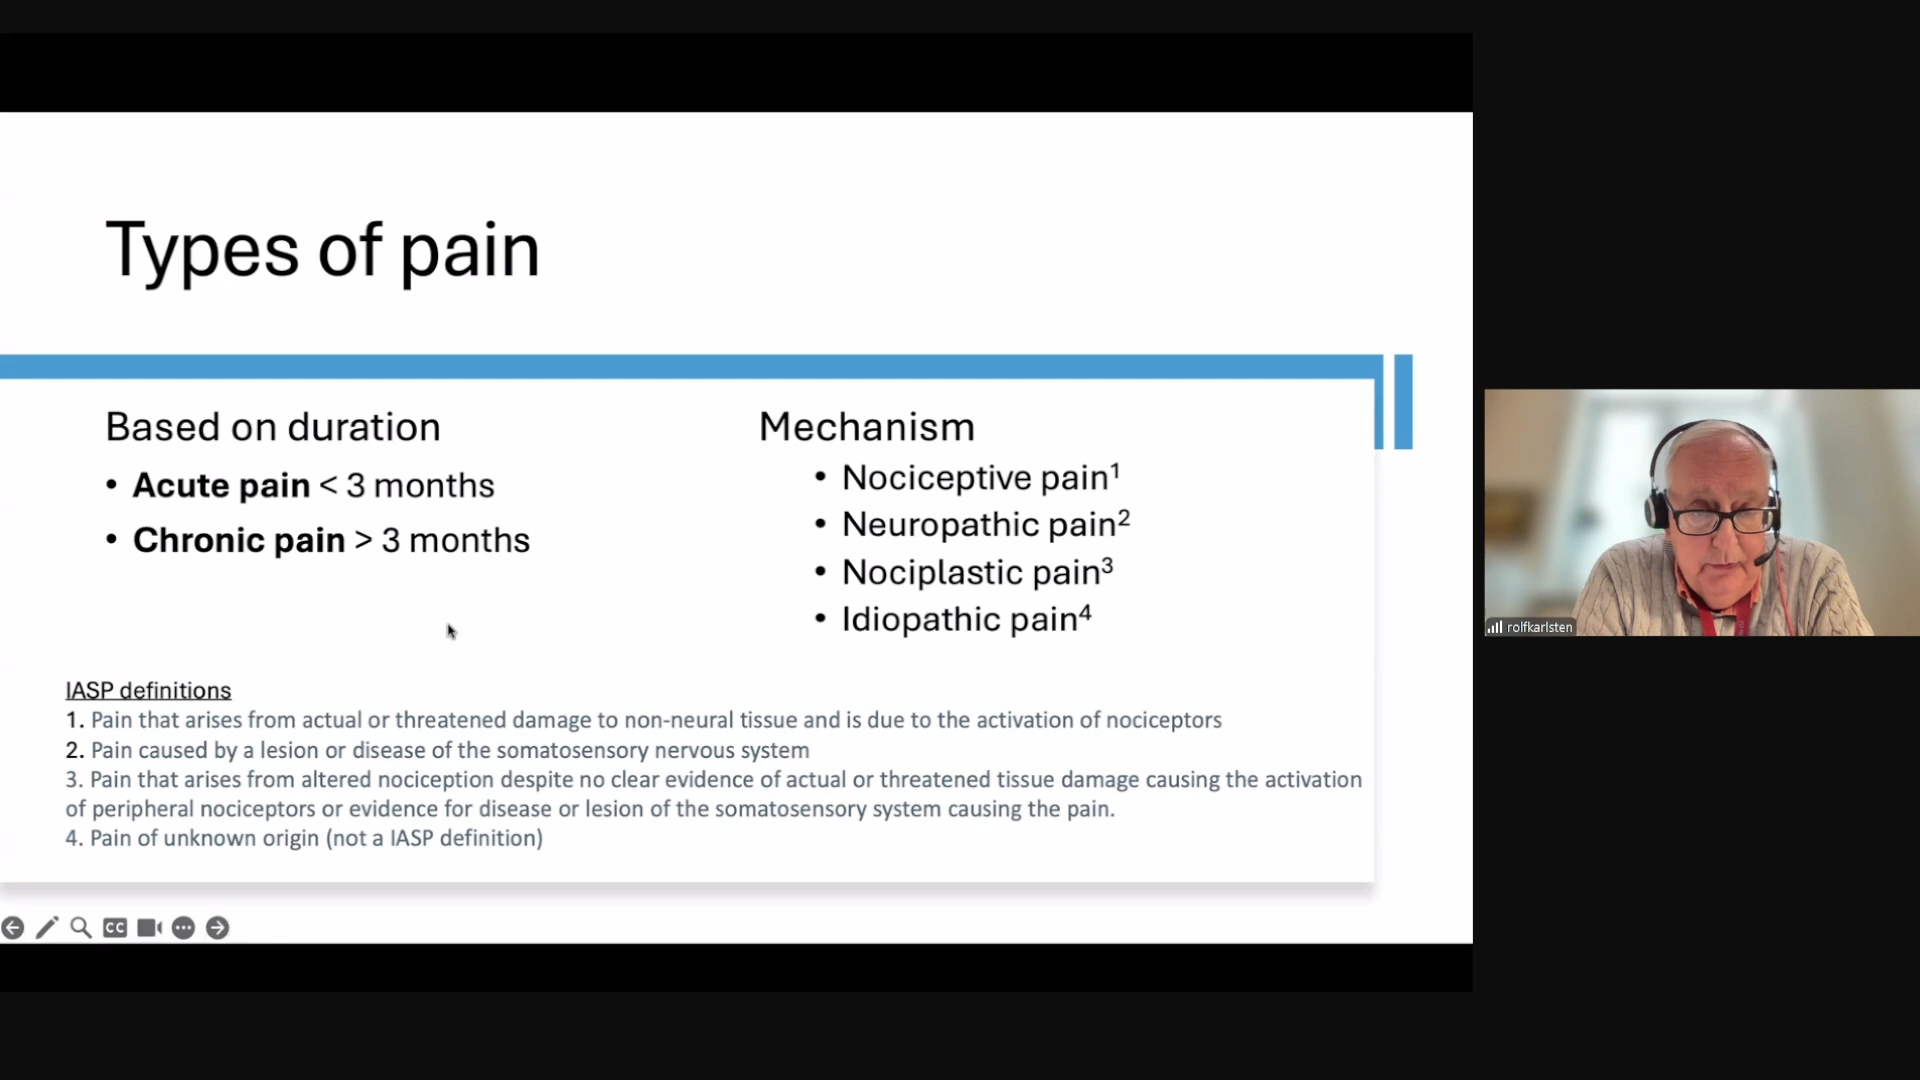 Types of pain
Based on duration
• Acute pain < 3 months
• Chronic pain > 3 months
Mechanism
• Nociceptive pain¹
• Neuropathic pain²
• Nociplastic pain³
• Idiopathic pain⁴
IASP definitions
1. Pain that arises from actual or threatened damage to non-neural tissue and is due to the activation of nociceptors
2. Pain caused by a lesion or disease of the somatosensory nervous system
3. Pain that arises from altered nociception despite no clear evidence of actual or threatened tissue damage causing the activation
of peripheral nociceptors or evidence for disease or lesion of the somatosensory system causing the pain.
4. Pain of unknown origin (not a IASP definition)
CC
rolfkarlsten